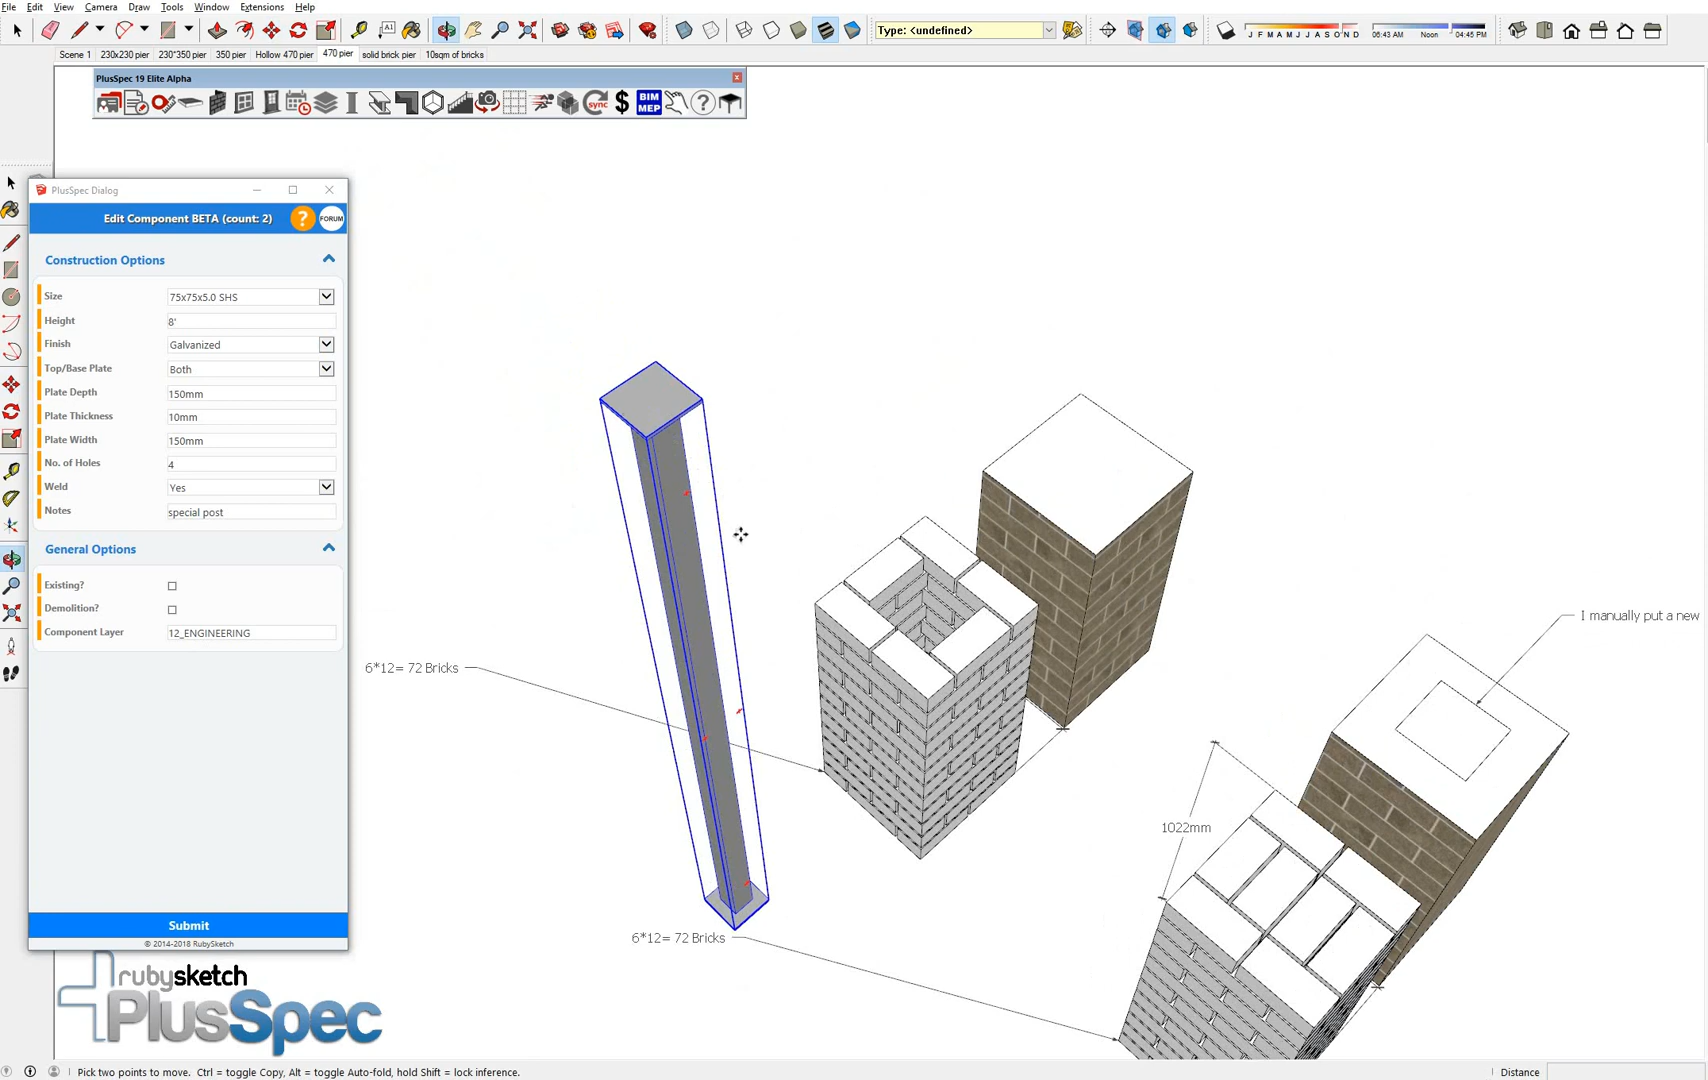 File Edit View Camera Draw Tools Window Extensions Help
Type: <undefined>
J F M A M J J A S O N D
06:43 AM Noon 04:45 PM
Scene 1 230x230 pier 230*350 pier 350 pier Hollow 470 pier 470 pier solid brick pier 10sqm of bricks
PlusSpec 19 Elite Alpha
sync $ BIM MEP ?
PlusSpec Dialog
Edit Component BETA (count: 2) ? FORUM
Construction Options
Size 75x75x5.0 SHS
Height 8'
Finish Galvanized
Top/Base Plate Both
Plate Depth 150mm
Plate Thickness 10mm
Plate Width 150mm
No. of Holes 4
Weld Yes
Notes special post
General Options
Existing?
Demolition?
Component Layer 12_ENGINEERING
Submit
© 2014-2018 RubySketch
rubysketch
PlusSpec
I manually put a new
6*12= 72 Bricks
1022mm
6*12= 72 Bricks
Pick two points to move. Ctrl = toggle Copy, Alt = toggle Auto-fold, hold Shift = lock inference.
Distance